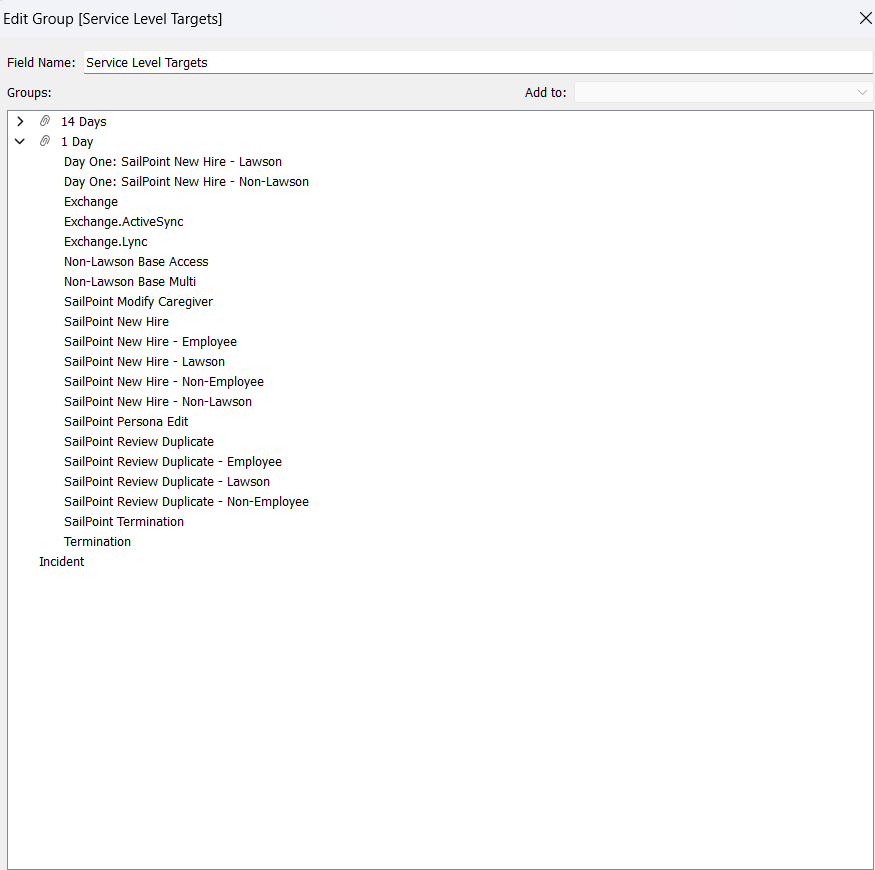 Edit Group [Service Level Targets]
Field Name: Service Level Targets
Groups: Add to:
14 Days
1 Day
Day One: SailPoint New Hire - Lawson
Day One: SailPoint New Hire - Non-Lawson
Exchange
Exchange.ActiveSync
Exchange.Lync
Non-Lawson Base Access
Non-Lawson Base Multi
SailPoint Modify Caregiver
SailPoint New Hire
SailPoint New Hire - Employee
SailPoint New Hire - Lawson
SailPoint New Hire - Non-Employee
SailPoint New Hire - Non-Lawson
SailPoint Persona Edit
SailPoint Review Duplicate
SailPoint Review Duplicate - Employee
SailPoint Review Duplicate - Lawson
SailPoint Review Duplicate - Non-Employee
SailPoint Termination
Termination
Incident